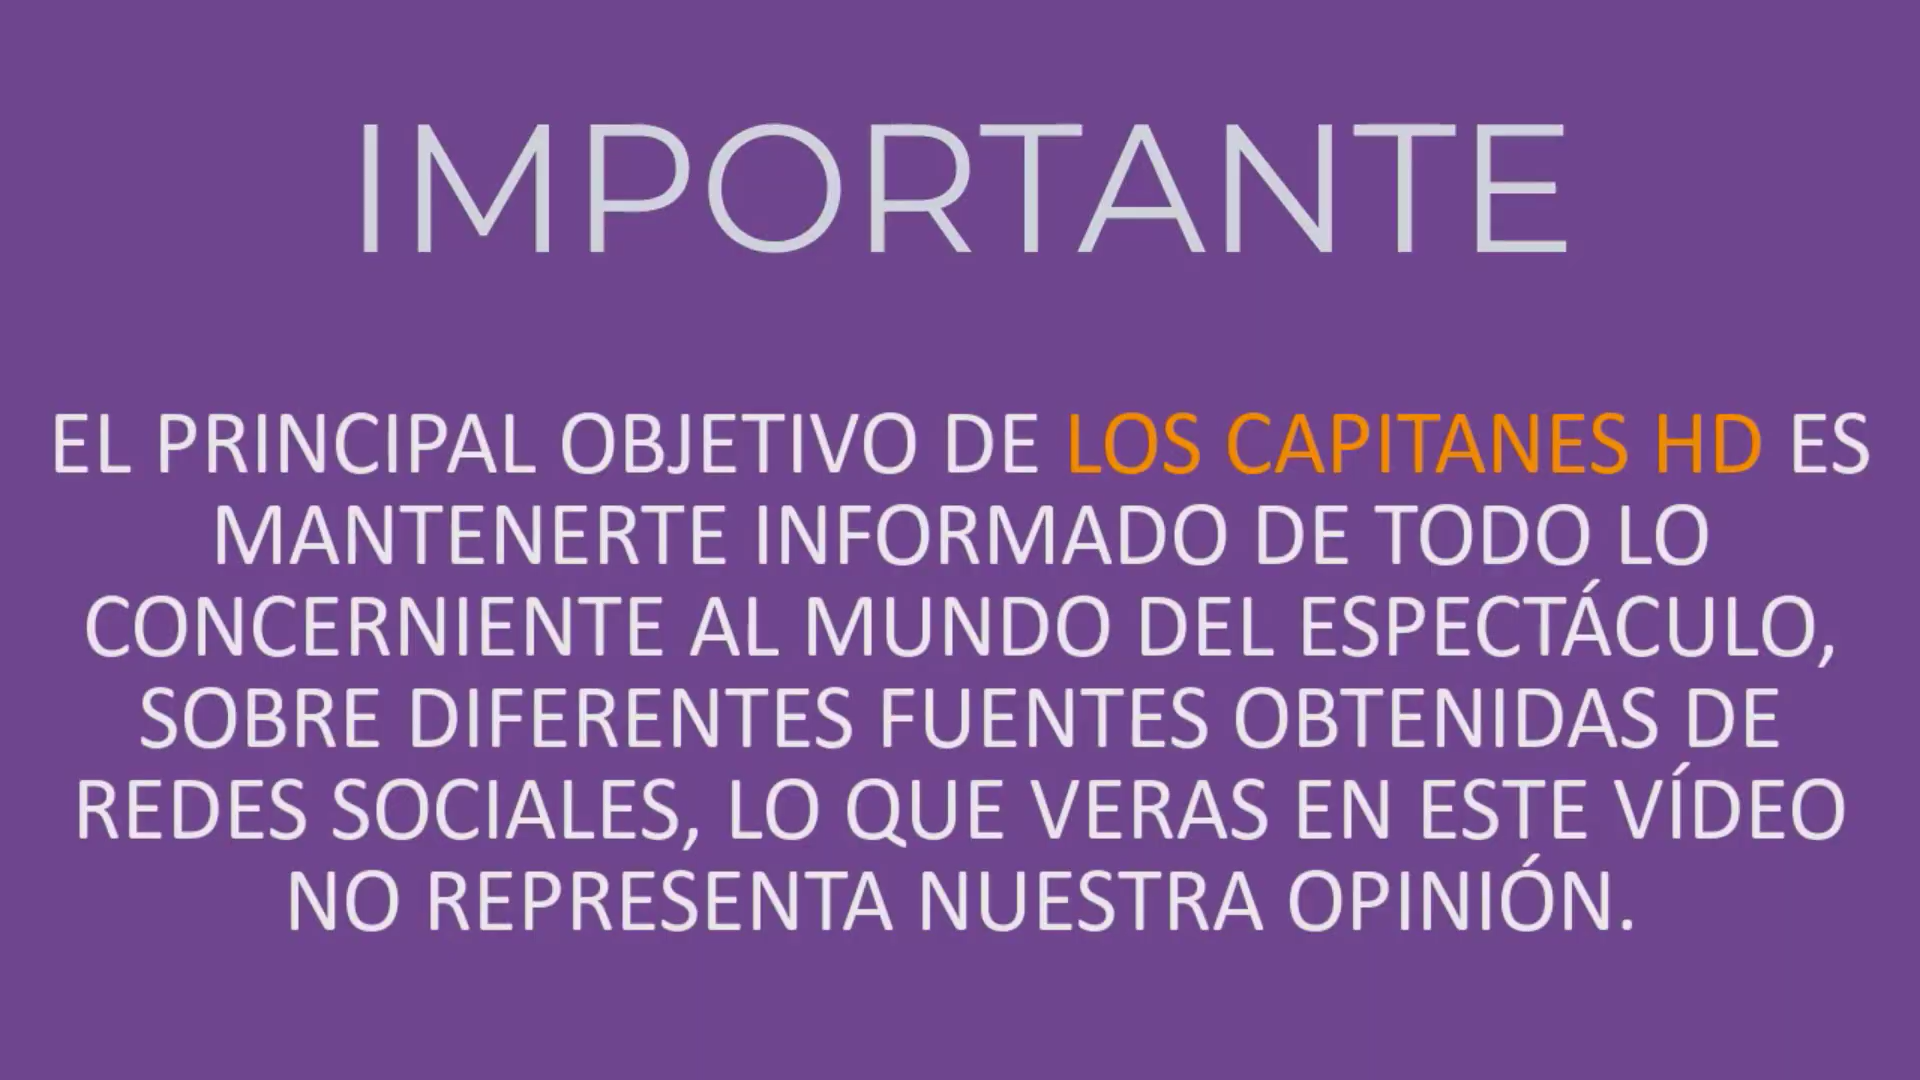 IMPORTANTE
EL PRINCIPAL OBJETIVO DE LOS CAPITANES HD ES
MANTENERTE INFORMADO DE TODO LO
CONCERNIENTE AL MUNDO DEL ESPECTÁCULO,
SOBRE DIFERENTES FUENTES OBTENIDAS DE
REDES SOCIALES, LO QUE VERAS EN ESTE VÍDEO
NO REPRESENTA NUESTRA OPINIÓN.